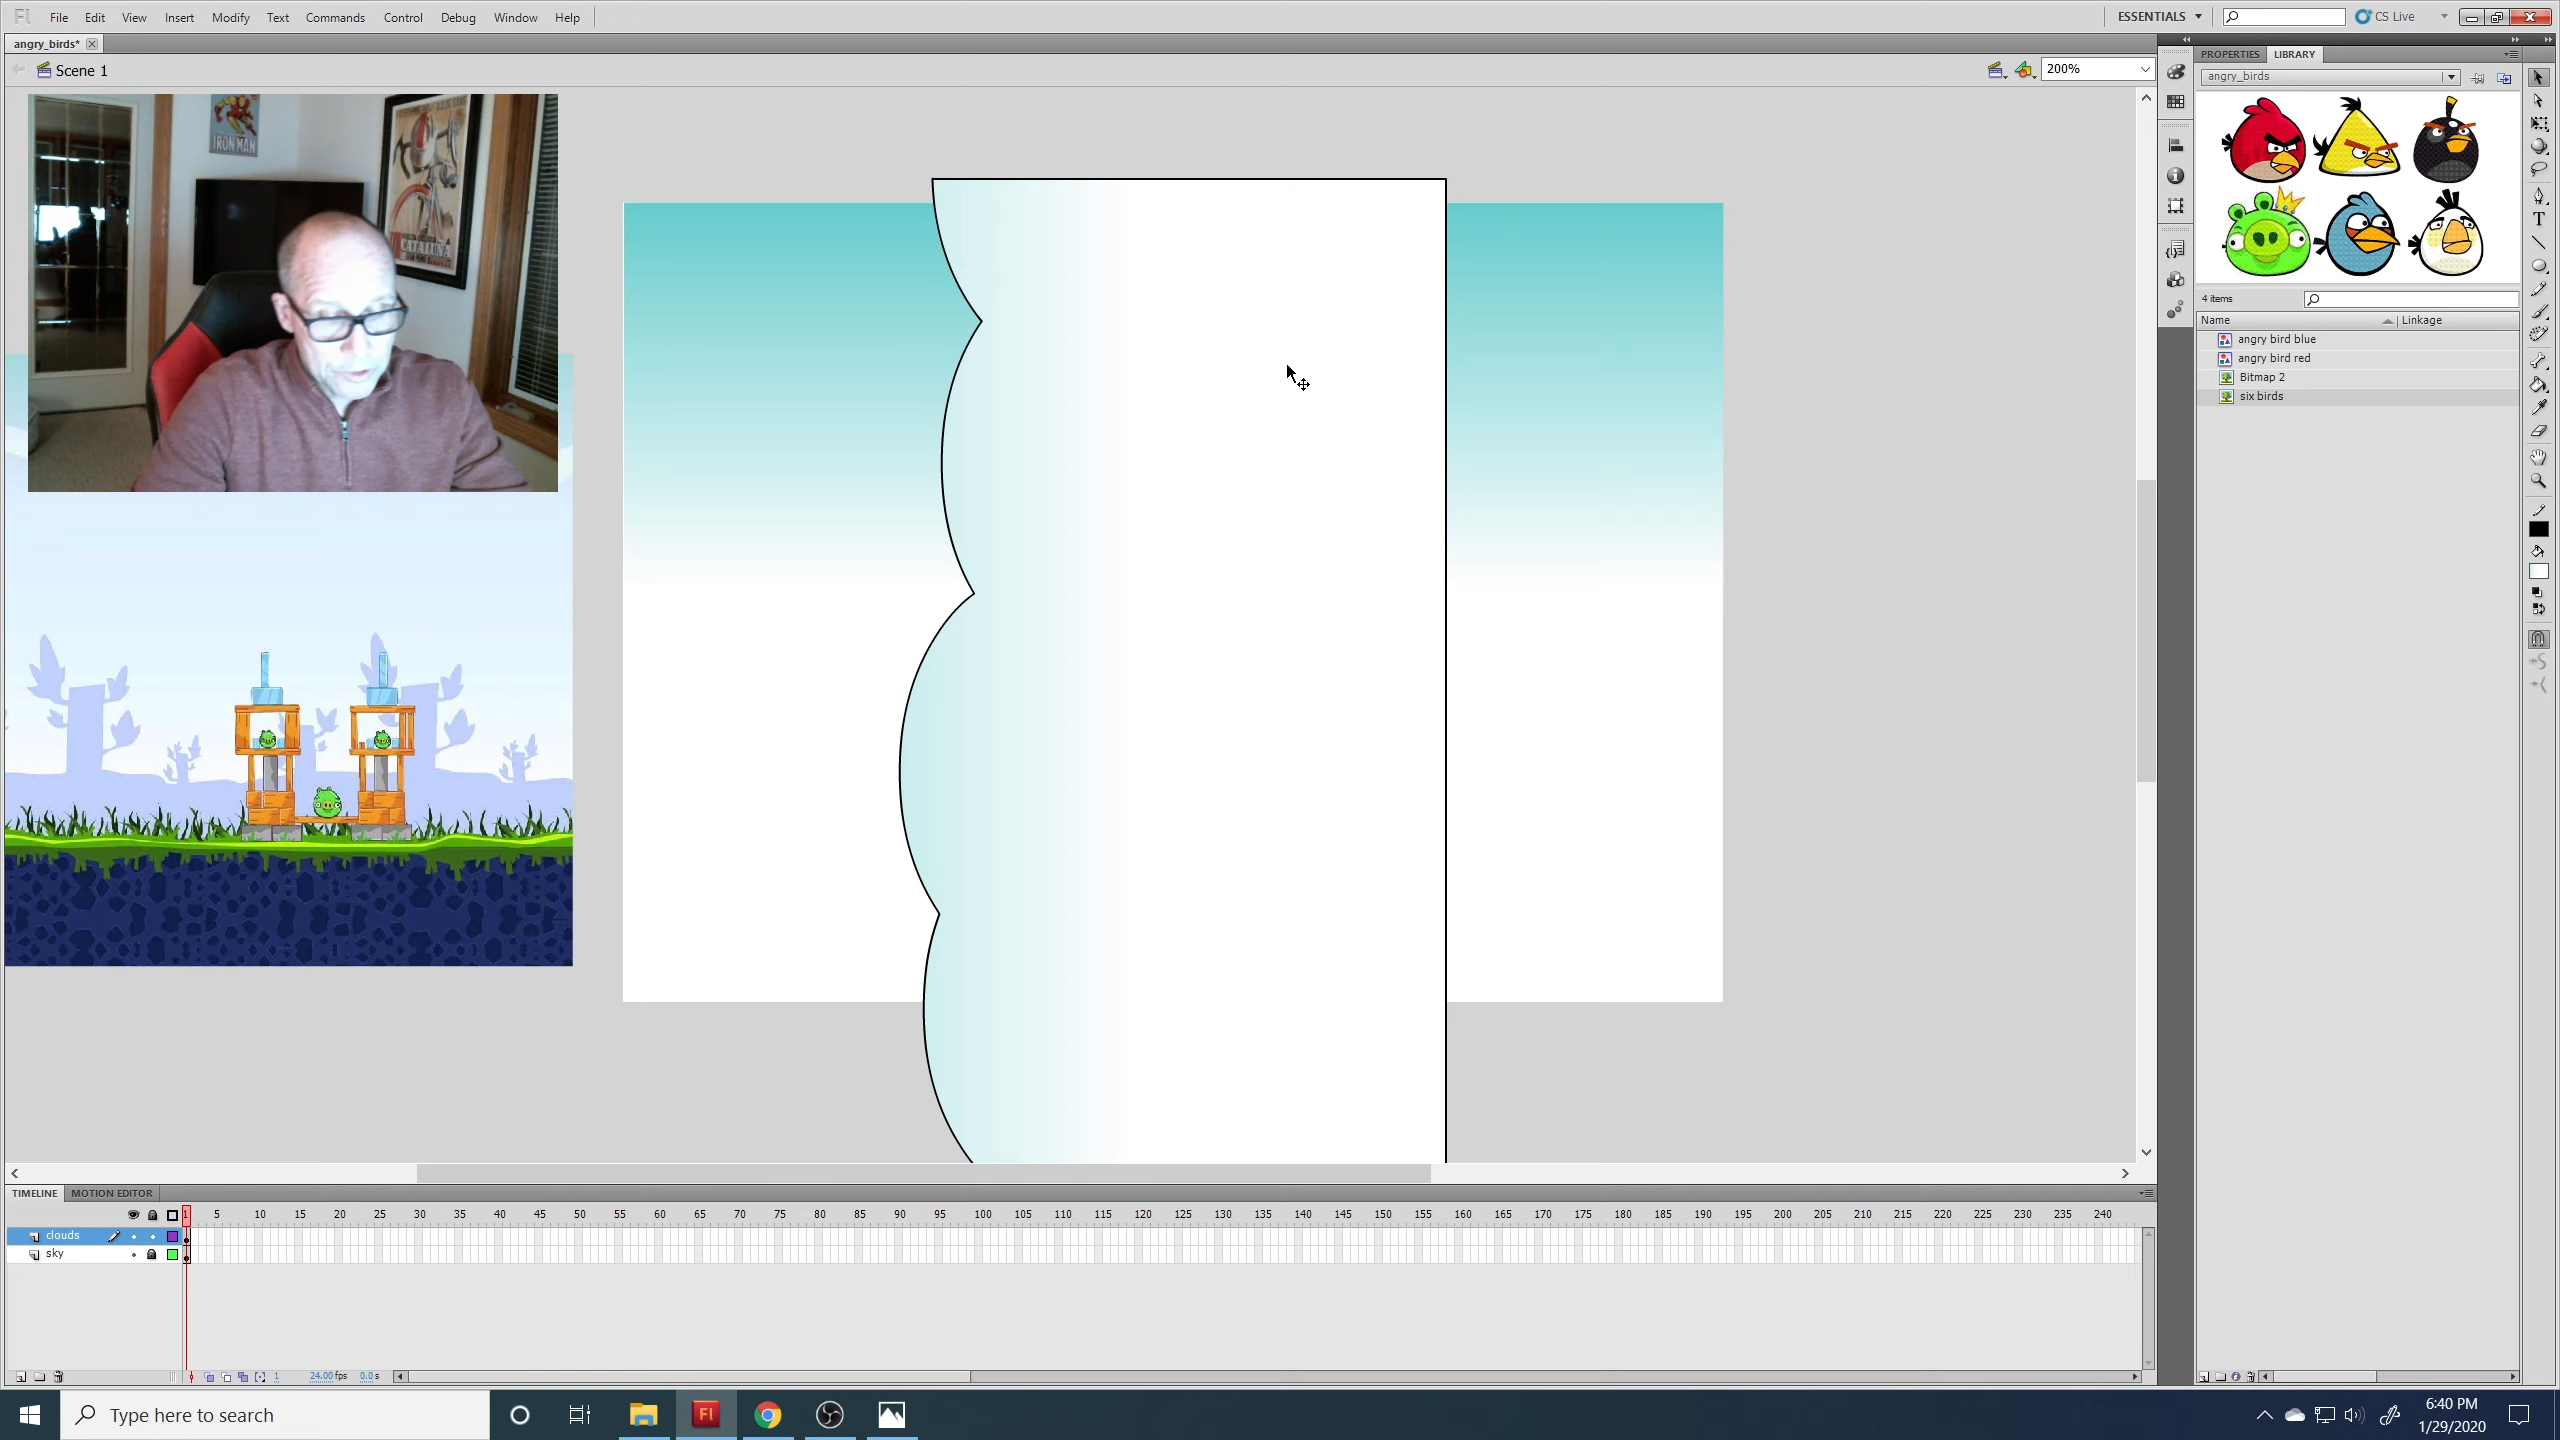 Fl File Edit View Insert Modify Text Commands Control Debug Window Help ESSENTIALS CS Live
angry_birds*
Scene 1 200%
IRON MAN
CATALUNA
PROPERTIES LIBRARY
angry_birds
4 items
Name Linkage
angry bird blue
angry bird red
Bitmap 2
six birds
T
TIMELINE MOTION EDITOR
1 5 10 15 20 25 30 35 40 45 50 55 60 65 70 75 80 85 90 95 100 105 110 115 120 125 130 135 140 145 150 155 160 165 170 175 180 185 190 195 200 205 210 215 220 225 230 235 240
clouds
sky
1 24.00 fps 0.0 s
Type here to search
Fl
6:40 PM
1/29/2020